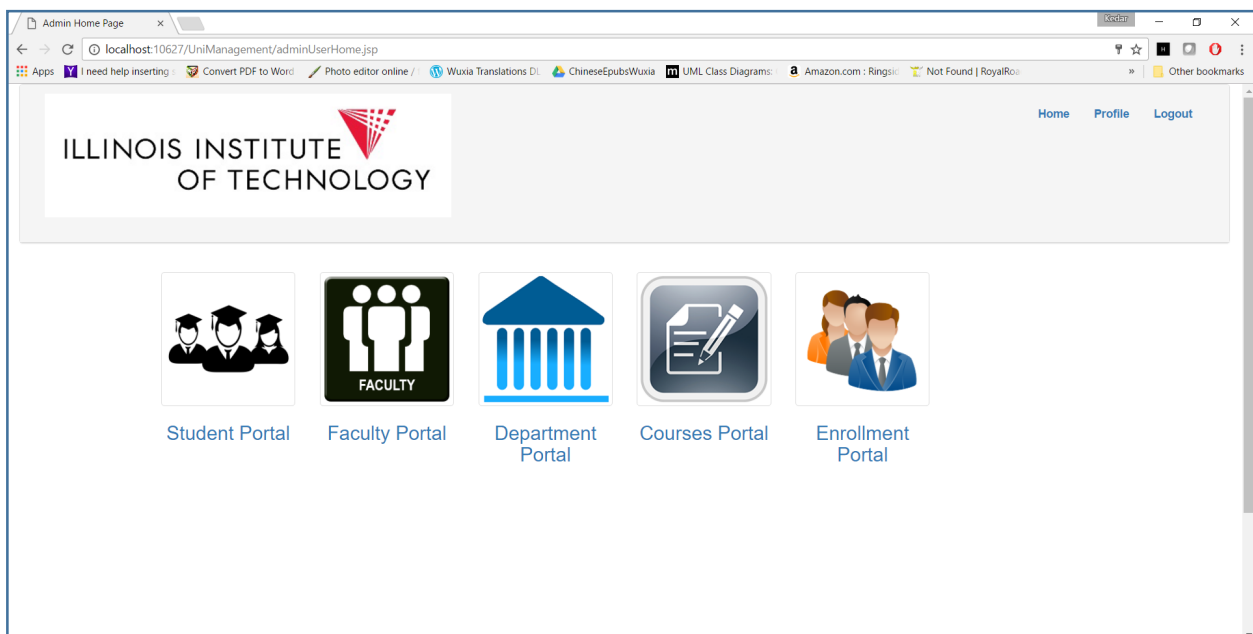 Admin Home Page
Kedar
localhost:10627/UniManagement/adminUserHome.jsp
Apps
I need help inserting s
Convert PDF to Word
Photo editor online /
Wuxia Translations DL
ChineseEpubsWuxia
UML Class Diagrams:
Amazon.com : Ringsid
Not Found | RoyalRoa
»
Other bookmarks
ILLINOIS INSTITUTE
OF TECHNOLOGY
Home Profile Logout
FACULTY
Student Portal
Faculty Portal
Department
Portal
Courses Portal
Enrollment
Portal